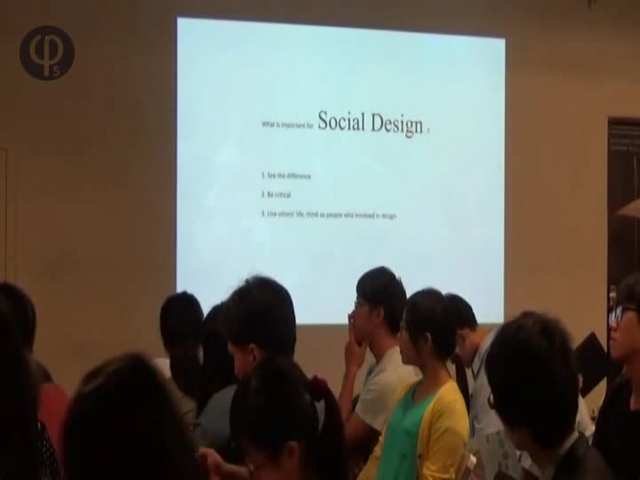 φ5
What is important for Social Design ?
1. See the difference
2. Be critical
3. Live others' life, think as people who involved in design